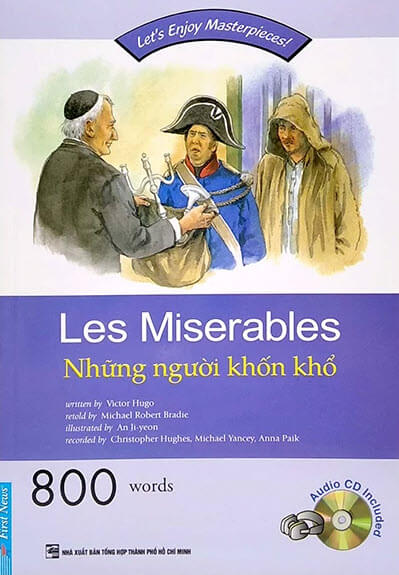 Let's Enjoy Masterpieces!
Les Miserables
Những người khốn khổ
written by Victor Hugo
retold by Michael Robert Bradie
illustrated by An Ji-yeon
recorded by Christopher Hughes, Michael Yancey, Anna Paik
800 words
Audio CD Included
First News
NHÀ XUẤT BẢN TỔNG HỢP THÀNH PHỐ HỒ CHÍ MINH